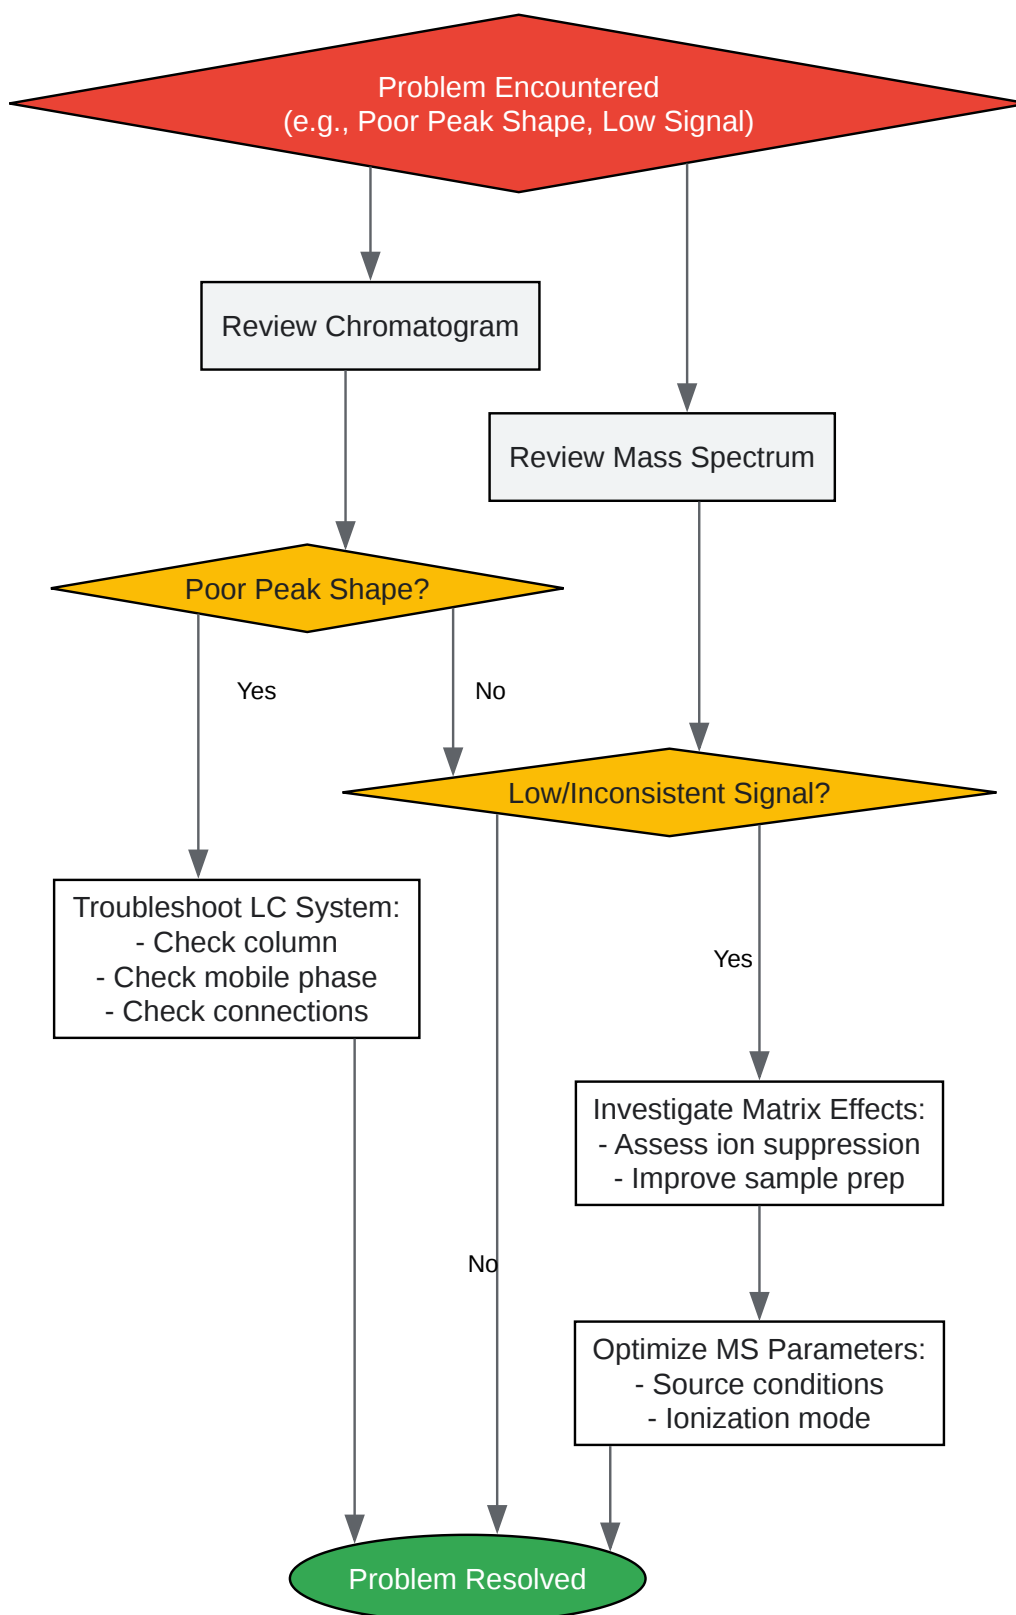 Problem Encountered
(e.g., Poor Peak Shape, Low Signal)
Review Chromatogram
Review Mass Spectrum
Poor Peak Shape?
Yes
No
Low/Inconsistent Signal?
Troubleshoot LC System:
- Check column
- Check mobile phase
- Check connections
Yes
Investigate Matrix Effects:
- Assess ion suppression
- Improve sample prep
No
Optimize MS Parameters:
- Source conditions
- Ionization mode
Problem Resolved